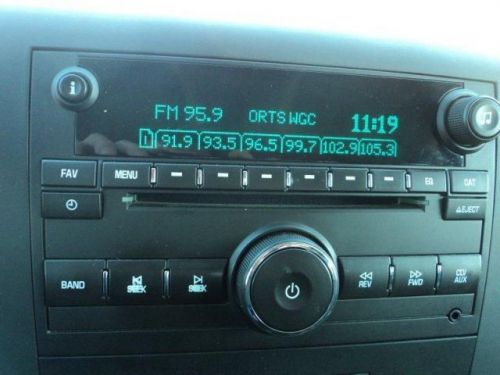 i
FM 95.9 ORTS WGC 11:19
1 91.9 93.5 96.5 99.7 102.9 105.3
FAV MENU EQ CAT
EJECT
BAND SEEK SEEK REV FWD CD/ AUX